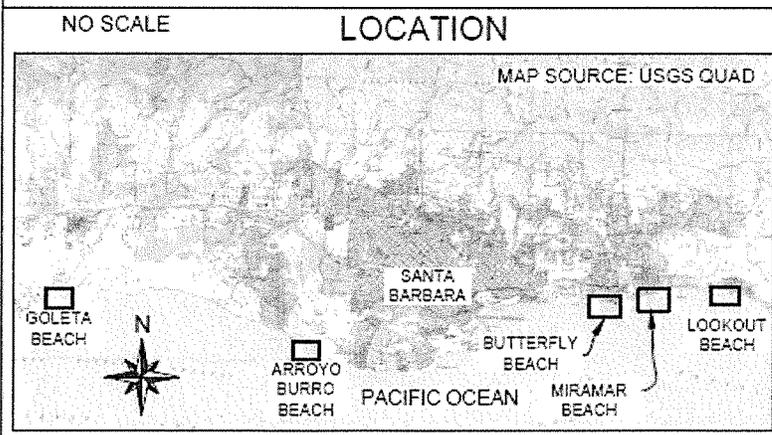 NO SCALE
LOCATION
MAP SOURCE: USGS QUAD
SANTA
BARBARA
GOLETA
BEACH
N
ARROYO
BURRO
BEACH
PACIFIC OCEAN
BUTTERFLY
BEACH
MIRAMAR
BEACH
LOOKOUT
BEACH